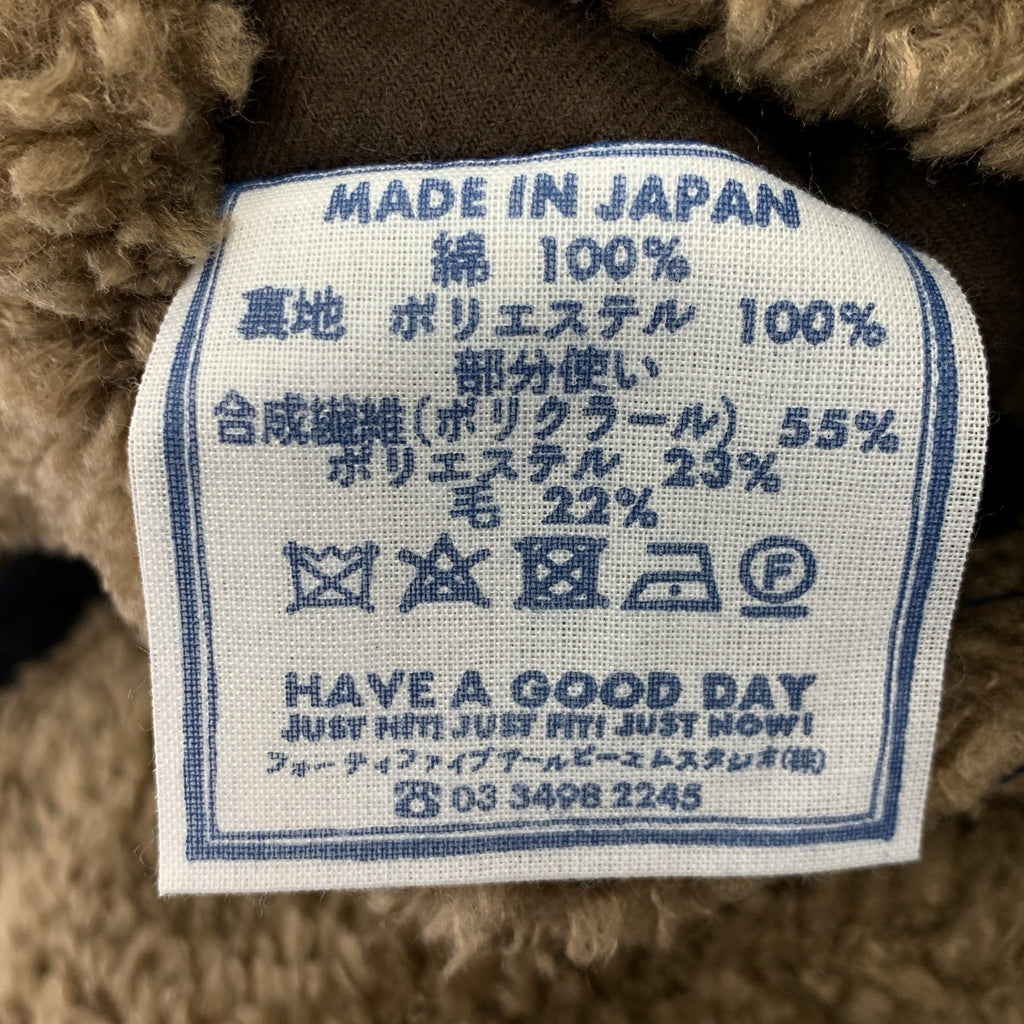 MADE IN JAPAN
綿 100%
裏地 ポリエステル 100%
部分使い
合成繊維(ポリクラール) 55%
ポリエステル 23%
毛 22%
F
HAVE A GOOD DAY
JUST HIT! JUST FIT! JUST NOW!
フォーティファイブアールピーエムスタジオ(株)
☎ 03 3498 2245